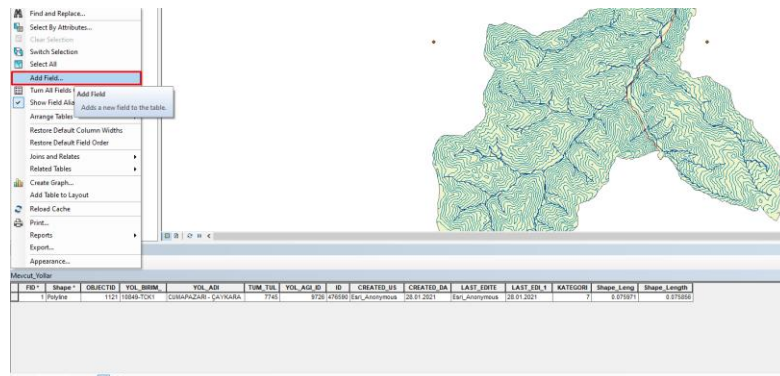 Find and Replace...
Select By Attributes...
Clear Selection
Switch Selection
Select All
Add Field...
Turn All Fields
Add Field
Show Field Alia
Adds a new field to the table.
Arrange Tables
Restore Default Column Widths
Restore Default Field Order
Joins and Relates
Related Tables
Create Graph...
Add Table to Layout
Reload Cache
Print...
Reports
Export...
Appearance...
Mevcut_Yollar
FID * Shape * OBJECTID YOL_BIRIM_ YOL_ADI TUM_TUL YOL_AGI_ID ID CREATED_US CREATED_DA LAST_EDITE LAST_EDI_1 KATEGORI Shape_Leng Shape_Length
1 Polyline 1121 10849-TCK1 CUMAPAZARI - ÇAYKARA 7745 9726 476590 Esri_Anonymous 28.01.2021 Esri_Anonymous 28.01.2021 7 0.075971 0.075856